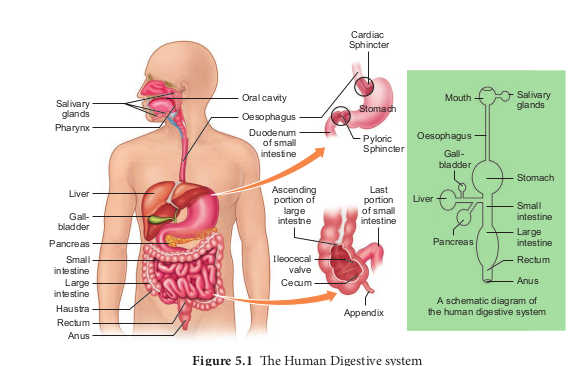 Cardiac
Sphincter
Salivary
glands
Pharynx
Oral cavity
Oesophagus
Stomach
Duodenum
of small
intestine
Pyloric
Sphincter
Liver
Gall-
bladder
Pancreas
Small
intestine
Large
intestine
Haustra
Rectum
Anus
Ascending
portion of
large
intestne
Last
portion
of small
intestine
Ileocecal
valve
Cecum
Appendix
Mouth
Salivary
glands
Oesophagus
Gall-
bladder
Stomach
Liver
Small
intestine
Pancreas
Large
intestine
Rectum
Anus
A schematic diagram of
the human digestive system
Figure 5.1 The Human Digestive system